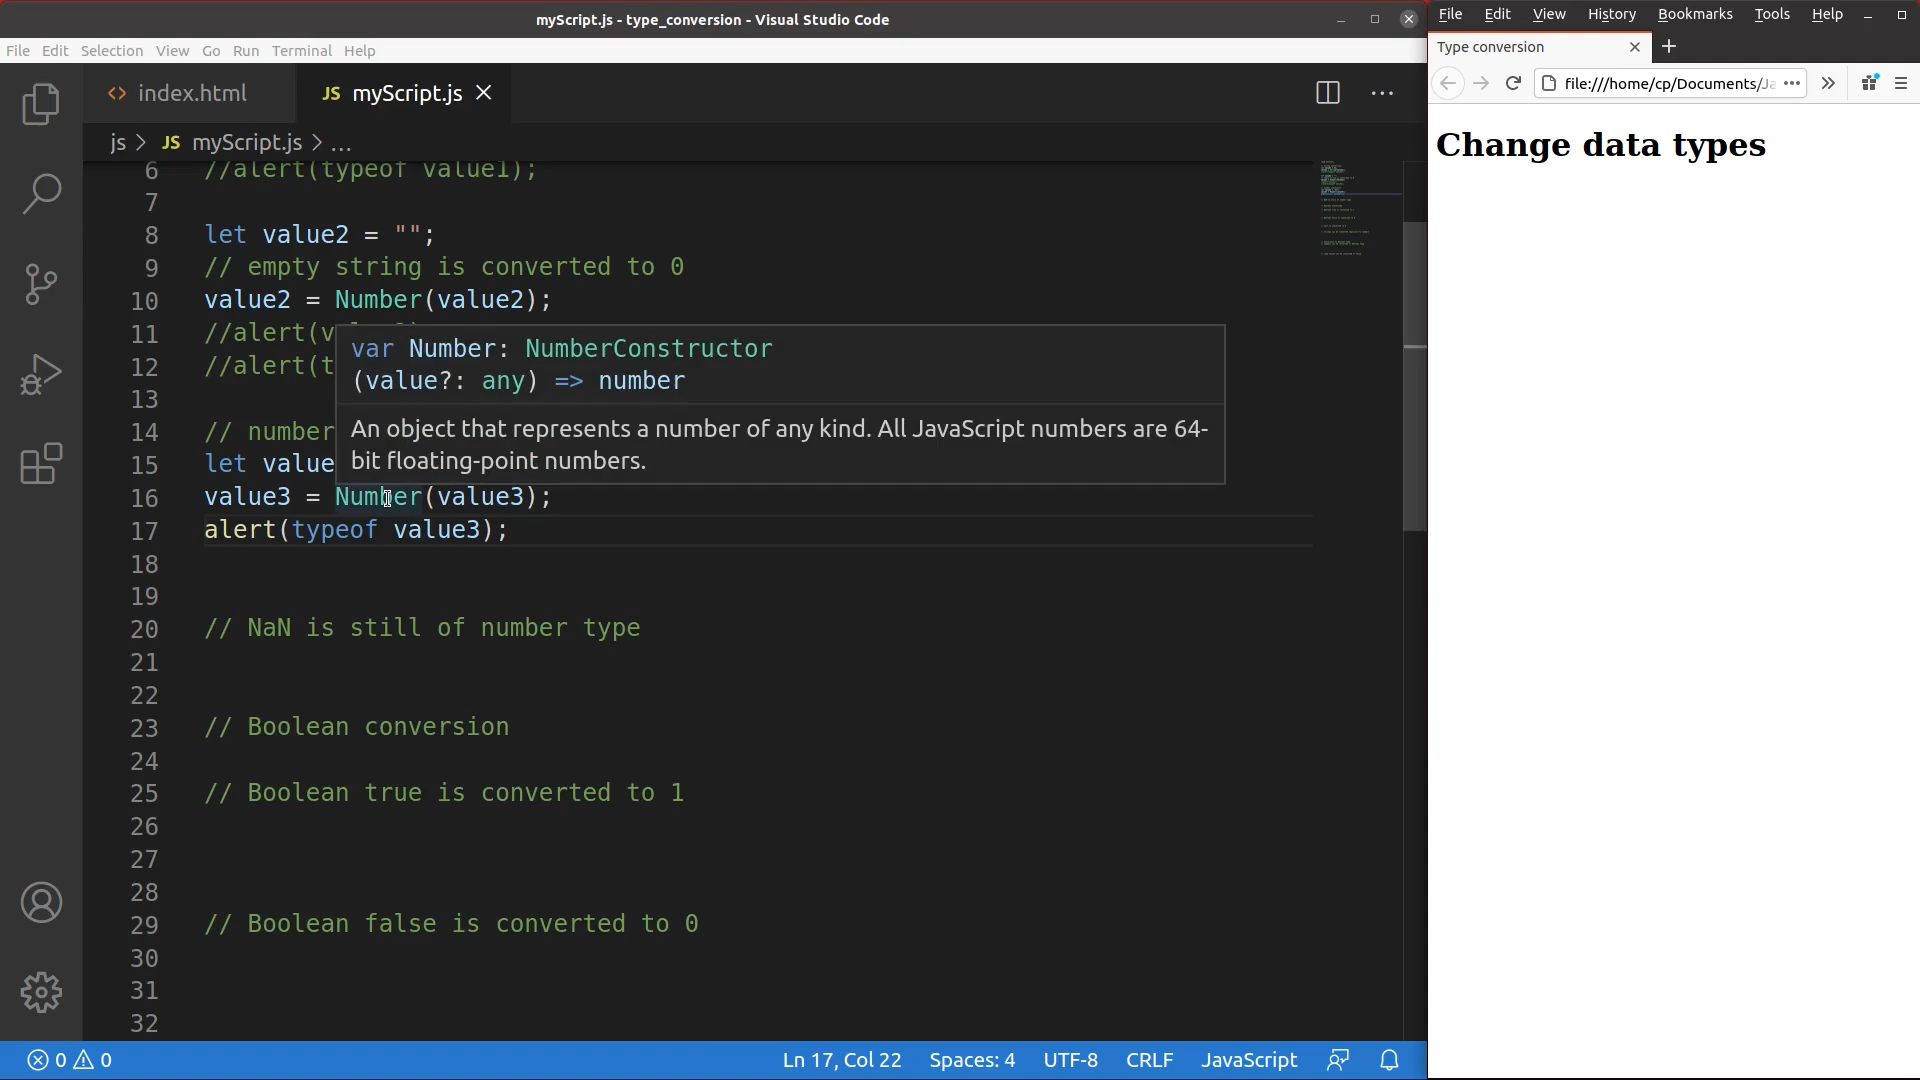 myScript.js - type_conversion - Visual Studio Code
File Edit Selection View Go Run Terminal Help
index.html
JS myScript.js
js > JS myScript.js > ...
6 //alert(typeof value1);
7
8 let value2 = "";
9 // empty string is converted to 0
10 value2 = Number(value2);
11 //alert(v
12 //alert(t
13
14 // number
15 let value
var Number: NumberConstructor
(value?: any) => number
An object that represents a number of any kind. All JavaScript numbers are 64-
bit floating-point numbers.
16 value3 = Number(value3);
17 alert(typeof value3);
18
19
20 // NaN is still of number type
21
22
23 // Boolean conversion
24
25 // Boolean true is converted to 1
26
27
28
29 // Boolean false is converted to 0
30
31
32
0 0
Ln 17, Col 22 Spaces: 4 UTF-8 CRLF JavaScript
File Edit View History Bookmarks Tools Help
Type conversion
file:///home/cp/Documents/Ja
Change data types